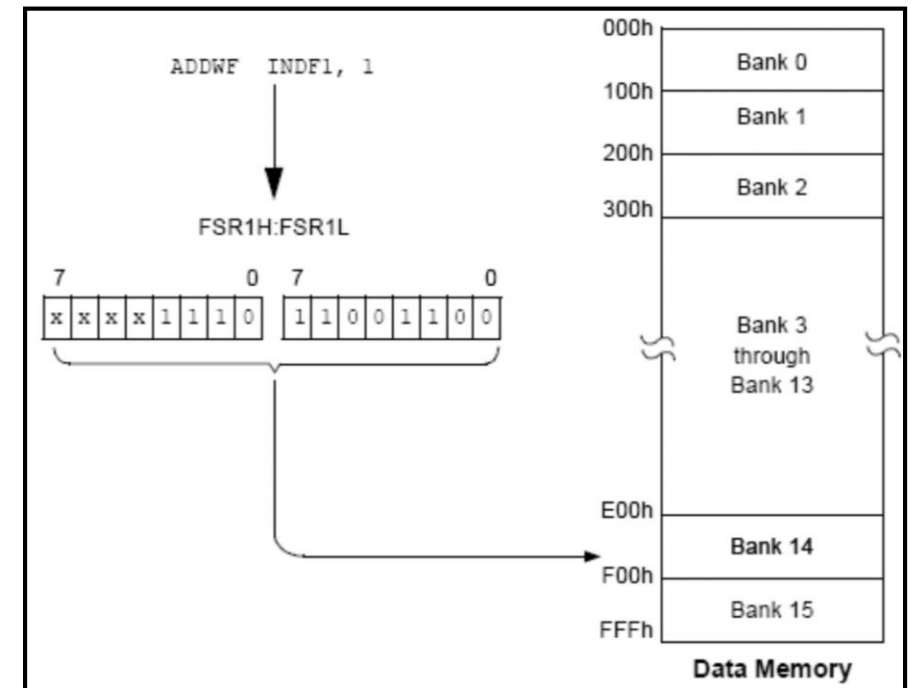 ADDWF INDF1, 1
FSR1H:FSR1L
7 0 7 0
x x x x 1 1 1 0 1 1 0 0 1 1 0 0
000h
Bank 0
100h
Bank 1
200h
Bank 2
300h
Bank 3
through
Bank 13
E00h
Bank 14
F00h
Bank 15
FFFh
Data Memory